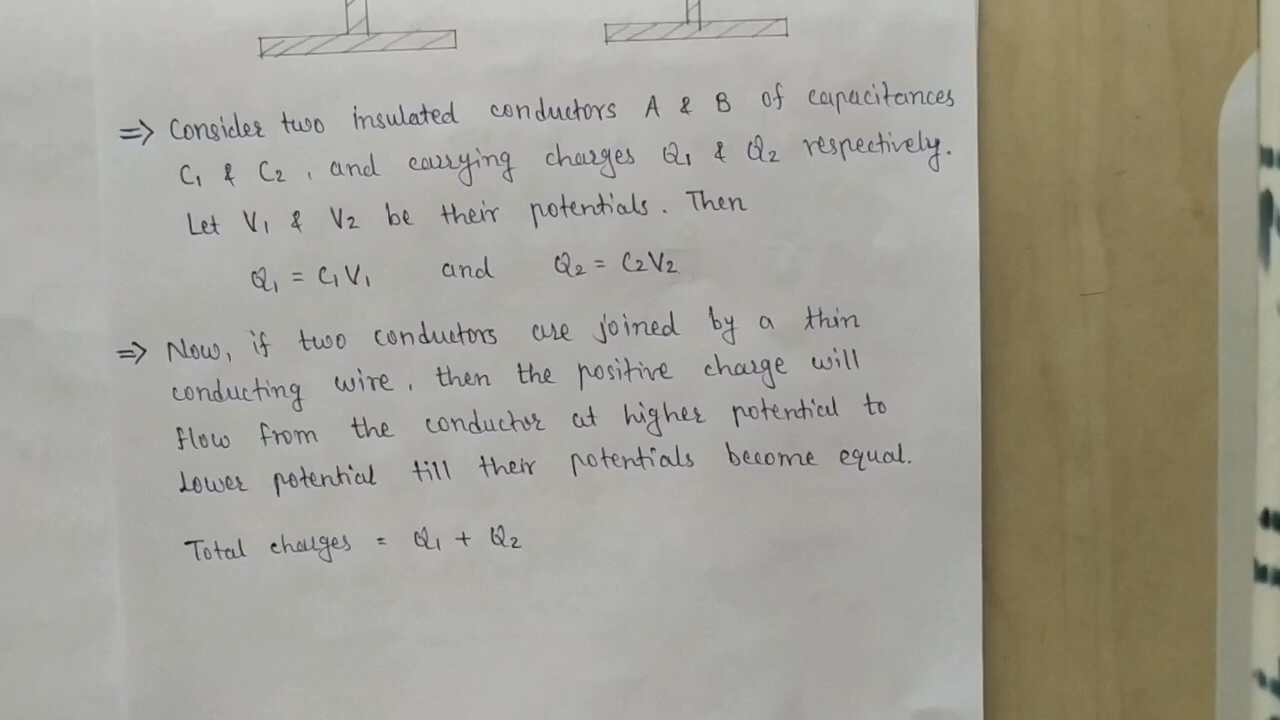 => Consider two insulated conductors A & B of capacitances
C₁ & C₂, and carrying charges Q₁ & Q₂ respectively.
Let V₁ & V₂ be their potentials. Then
Q₁ = C₁V₁ and Q₂ = C₂V₂
=> Now, if two conductors are joined by a thin
conducting wire, then the positive charge will
flow from the conductor at higher potential to
Lower potential till their potentials become equal.
Total charges = Q₁ + Q₂